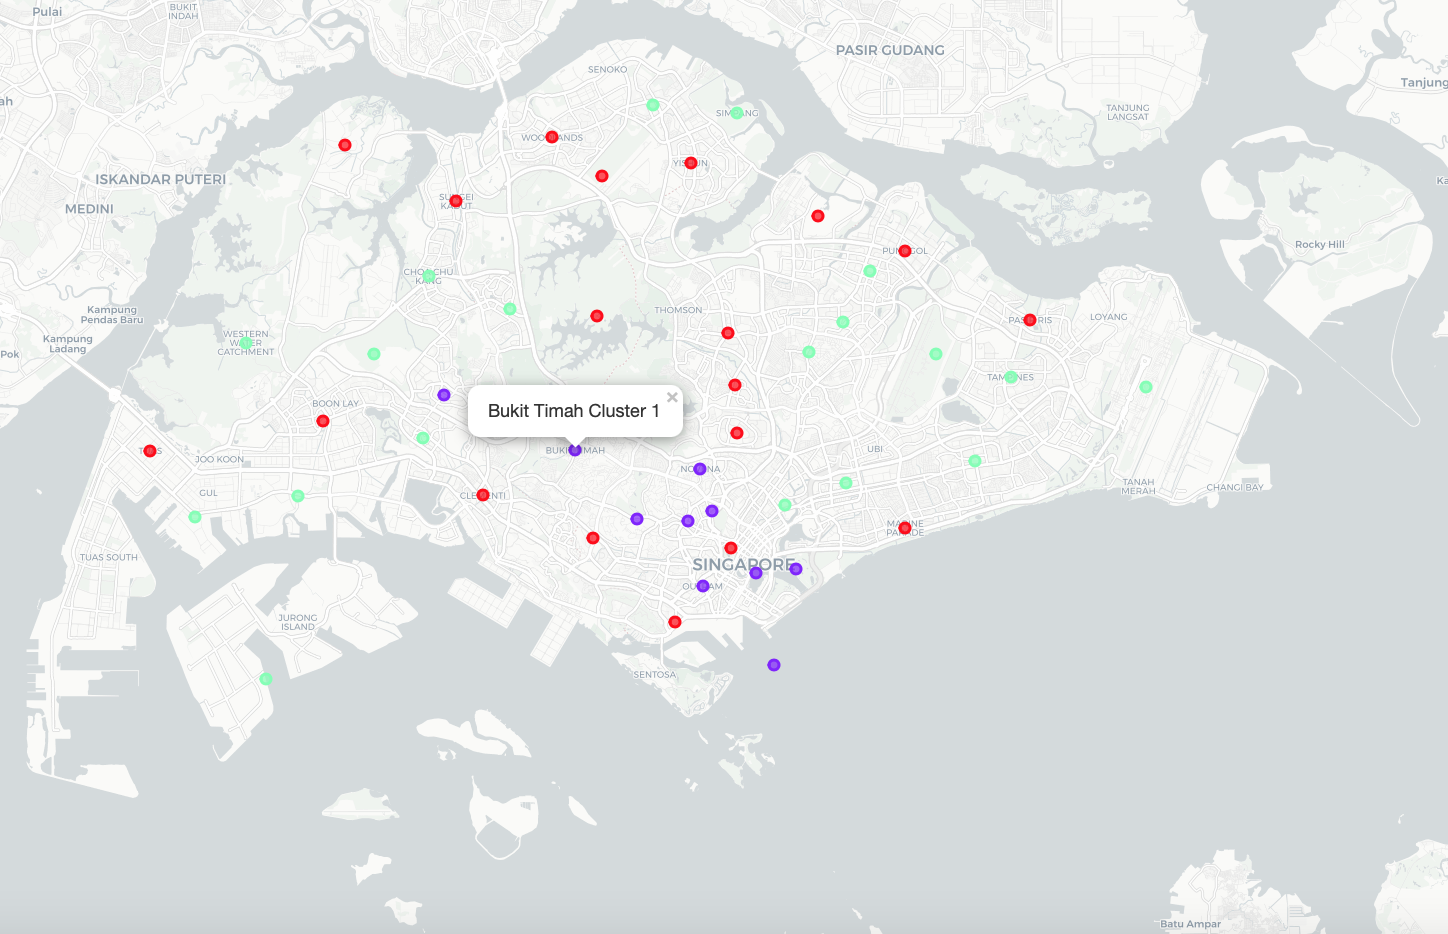 Pulai
BUKIT
INDAH
PASIR GUDANG
SENOKO
Tanjung
TANJUNG
LANGSAT
ISKANDAR PUTERI
MEDINI
Rocky Hill
THOMSON
Kampung
Pendas Baru
LOYANG
Kampung
Ladang
WESTERN
WATER
CATCHMENT
Pok
BOON LAY
Bukit Timah Cluster 1
×
UBI
JOO KOON
GUL
TANAH
MERAH
CHANGI BAY
TUAS SOUTH
SINGAPORE
JURONG
ISLAND
SENTOSA
Batu Ampar